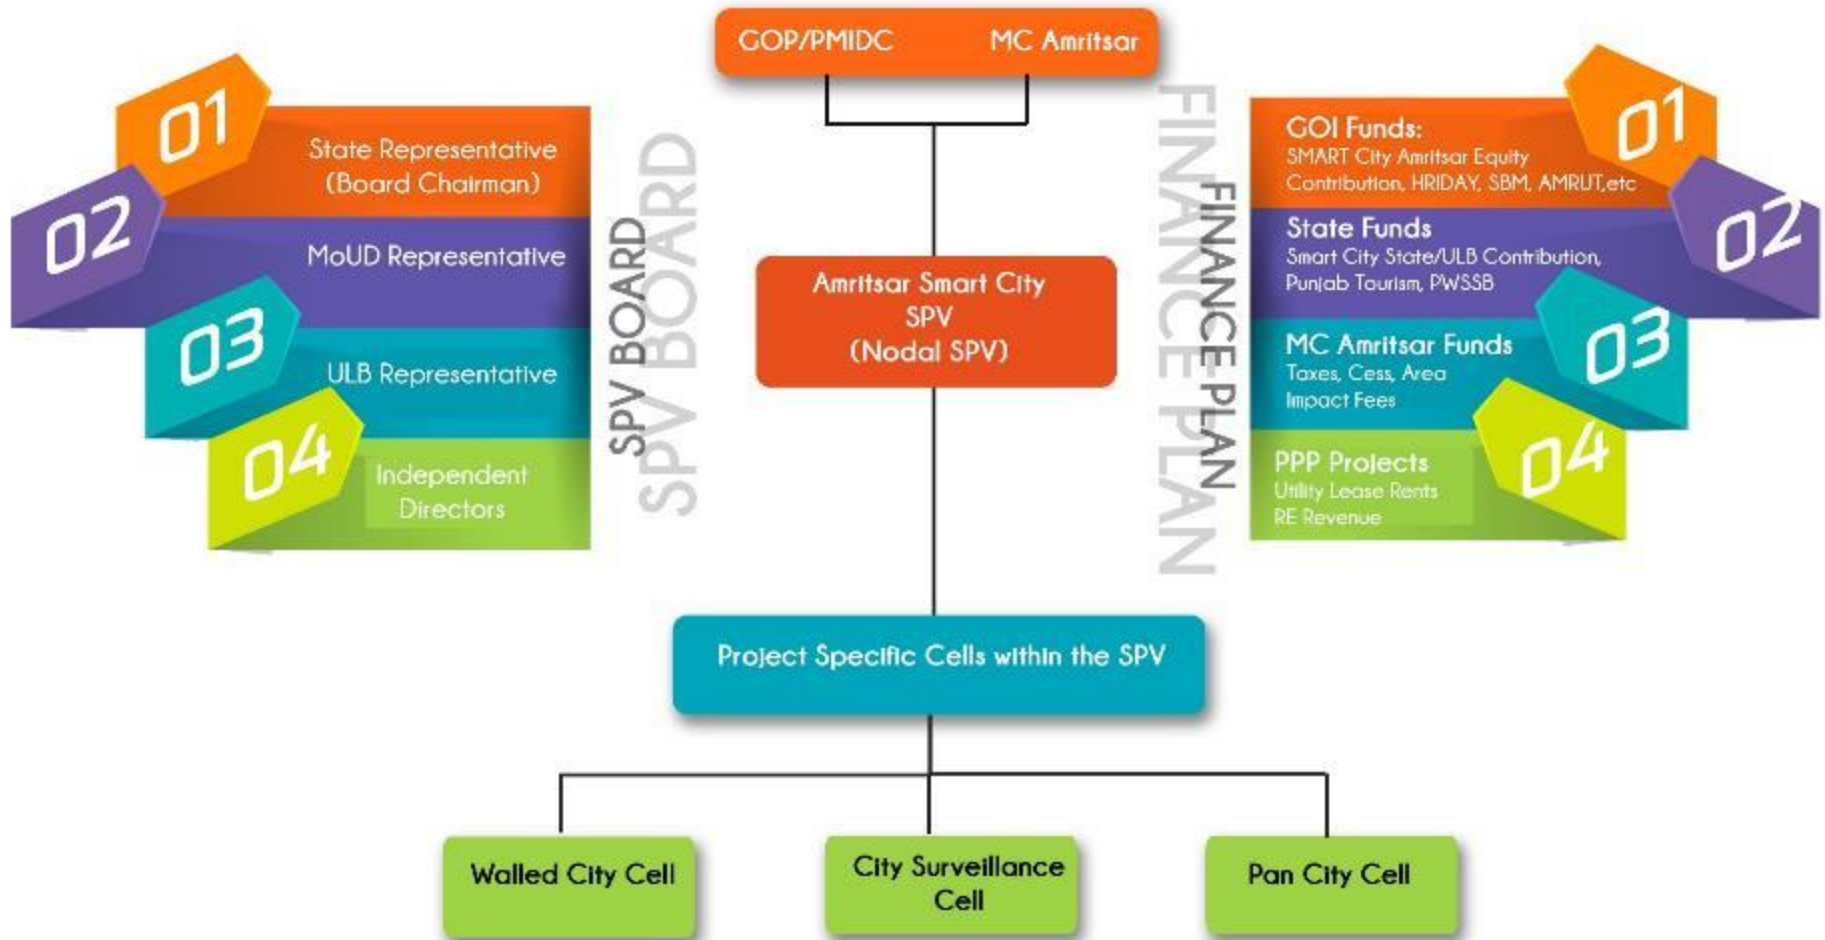 GOP/PMIDC MC Amritsar
01
State Representative
(Board Chairman)
02
MoUD Representative
03
ULB Representative
04
Independent
Directors
SPV BOARD
SPV BOARD
Amritsar Smart City
SPV
(Nodal SPV)
FINANCE PLAN
FINANCE PLAN
GOI Funds:
SMART City Amritsar Equity
Contribution, HRIDAY, SBM, AMRUT,etc
01
State Funds
Smart City State/ULB Contribution,
Punjab Tourism, PWSSB
02
MC Amritsar Funds
Taxes, Cess, Area
Impact Fees
03
PPP Projects
Utility Lease Rents
RE Revenue
04
Project Specific Cells within the SPV
Walled City Cell
City Surveillance
Cell
Pan City Cell